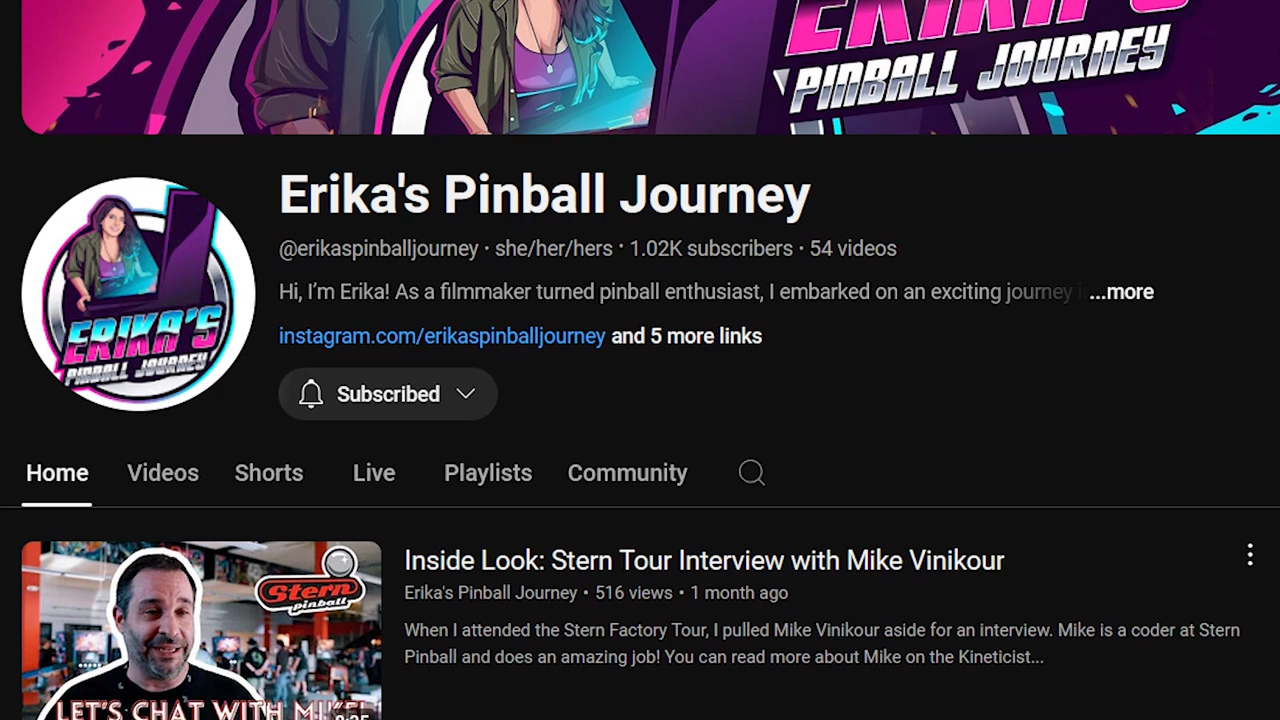 ERIKA'S
PINBALL JOURNEY
Erika's Pinball Journey
@erikaspinballjourney · she/her/hers · 1.02K subscribers · 54 videos
Hi, I’m Erika! As a filmmaker turned pinball enthusiast, I embarked on an exciting journey ...more
instagram.com/erikaspinballjourney and 5 more links
ERIKA'S
PINBALL JOURNEY
Subscribed
Home Videos Shorts Live Playlists Community
Inside Look: Stern Tour Interview with Mike Vinikour
Erika's Pinball Journey • 516 views • 1 month ago
When I attended the Stern Factory Tour, I pulled Mike Vinikour aside for an interview. Mike is a coder at Stern
Pinball and does an amazing job! You can read more about Mike on the Kineticist...
Stern
pinball
LET'S CHAT WITH MIKE!